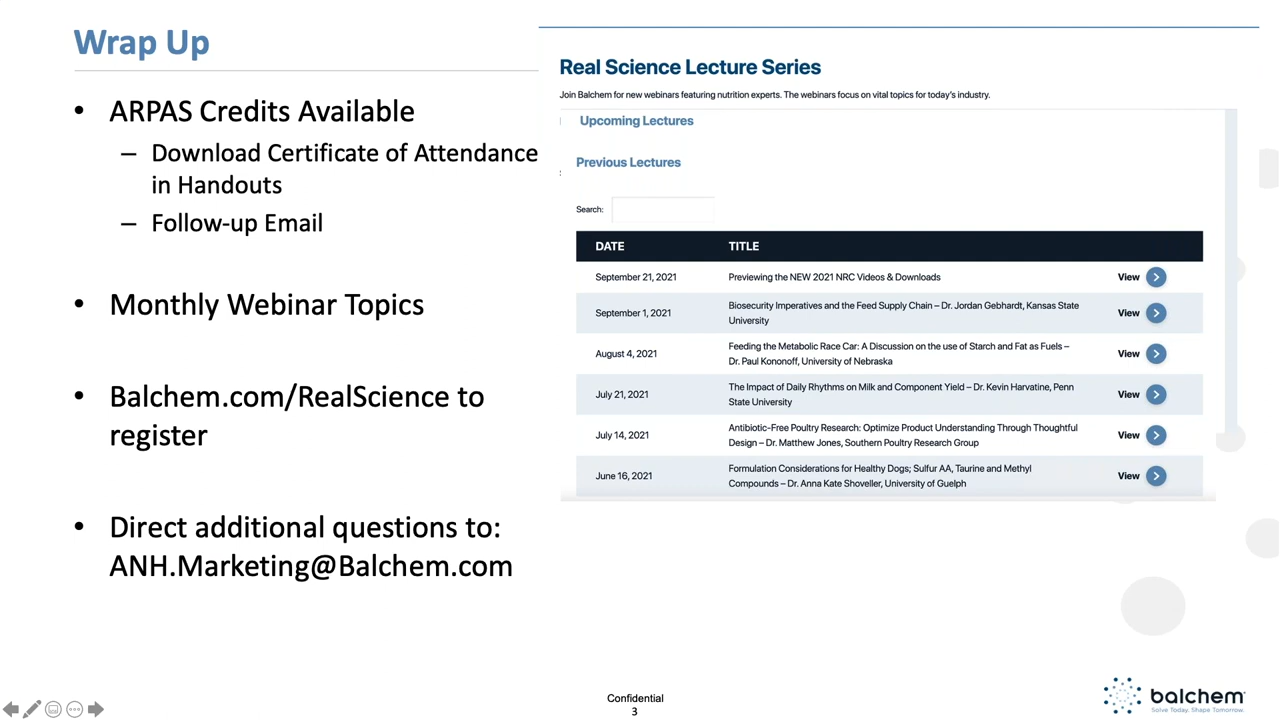 Wrap Up
• ARPAS Credits Available
– Download Certificate of Attendance
in Handouts
– Follow-up Email
• Monthly Webinar Topics
• Balchem.com/RealScience to
register
• Direct additional questions to:
ANH.Marketing@Balchem.com
Real Science Lecture Series
Join Balchem for new webinars featuring nutrition experts. The webinars focus on vital topics for today's industry.
Upcoming Lectures
Previous Lectures
Search:
DATE TITLE
September 21, 2021 Previewing the NEW 2021 NRC Videos & Downloads View
Biosecurity Imperatives and the Feed Supply Chain – Dr. Jordan Gebhardt, Kansas State
September 1, 2021 View
University
Feeding the Metabolic Race Car: A Discussion on the use of Starch and Fat as Fuels –
August 4, 2021 View
Dr. Paul Kononoff, University of Nebraska
The Impact of Daily Rhythms on Milk and Component Yield – Dr. Kevin Harvatine, Penn
July 21, 2021 View
State University
Antibiotic-Free Poultry Research: Optimize Product Understanding Through Thoughtful
July 14, 2021 View
Design – Dr. Matthew Jones, Southern Poultry Research Group
Formulation Considerations for Healthy Dogs; Sulfur AA, Taurine and Methyl
June 16, 2021 View
Compounds – Dr. Anna Kate Shoveller, University of Guelph
Confidential
3
balchem
Solve Today. Shape Tomorrow.